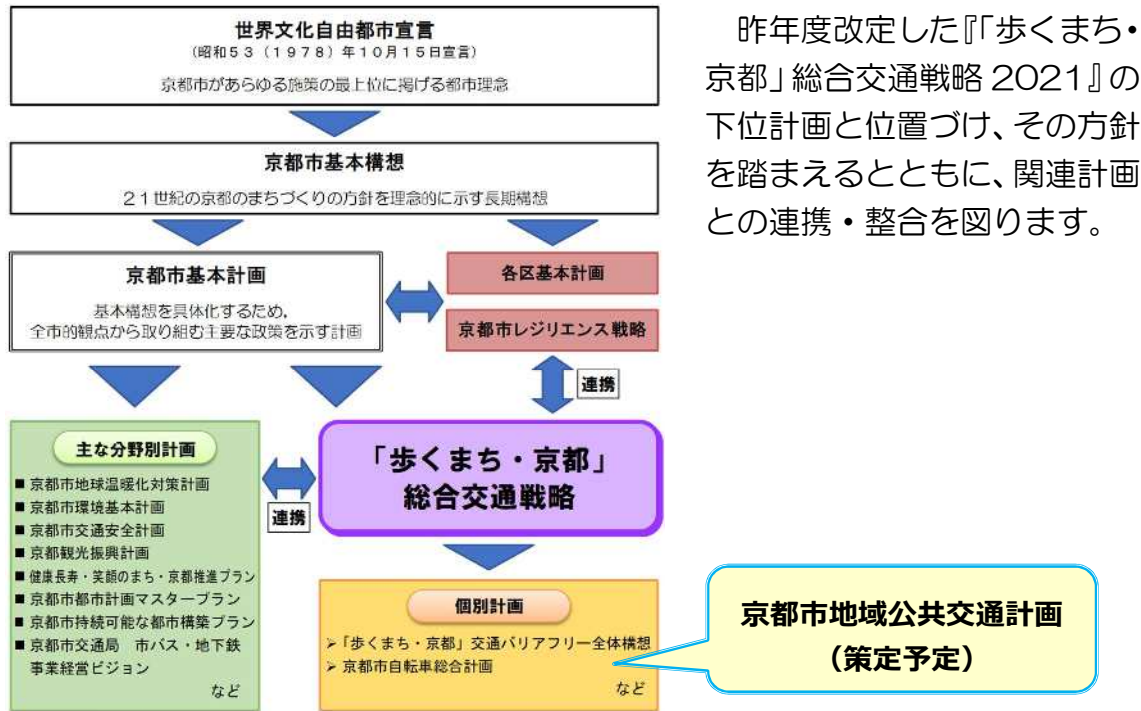 世界文化自由都市宣言
（昭和53（1978）年10月15日宣言）
京都市があらゆる施策の最上位に掲げる都市理念
京都市基本構想
21世紀の京都のまちづくりの方針を理念的に示す長期構想
京都市基本計画
基本構想を具体化するため,
全市的観点から取り組む主要な政策を示す計画
各区基本計画
京都市レジリエンス戦略
連携
主な分野別計画
■ 京都市地球温暖化対策計画
■ 京都市環境基本計画
■ 京都市交通安全計画
■ 京都観光振興計画
■ 健康長寿・笑顔のまち・京都推進プラン
■ 京都市都市計画マスタープラン
■ 京都市持続可能な都市構築プラン
■ 京都市交通局 市バス・地下鉄
事業経営ビジョン
など
連携
「歩くまち・京都」
総合交通戦略
個別計画
➢ 「歩くまち・京都」交通バリアフリー全体構想
➢ 京都市自転車総合計画
など
昨年度改定した『「歩くまち・
京都」総合交通戦略 2021』の
下位計画と位置づけ、その方針
を踏まえるとともに、関連計画
との連携・整合を図ります。
京都市地域公共交通計画
（策定予定）